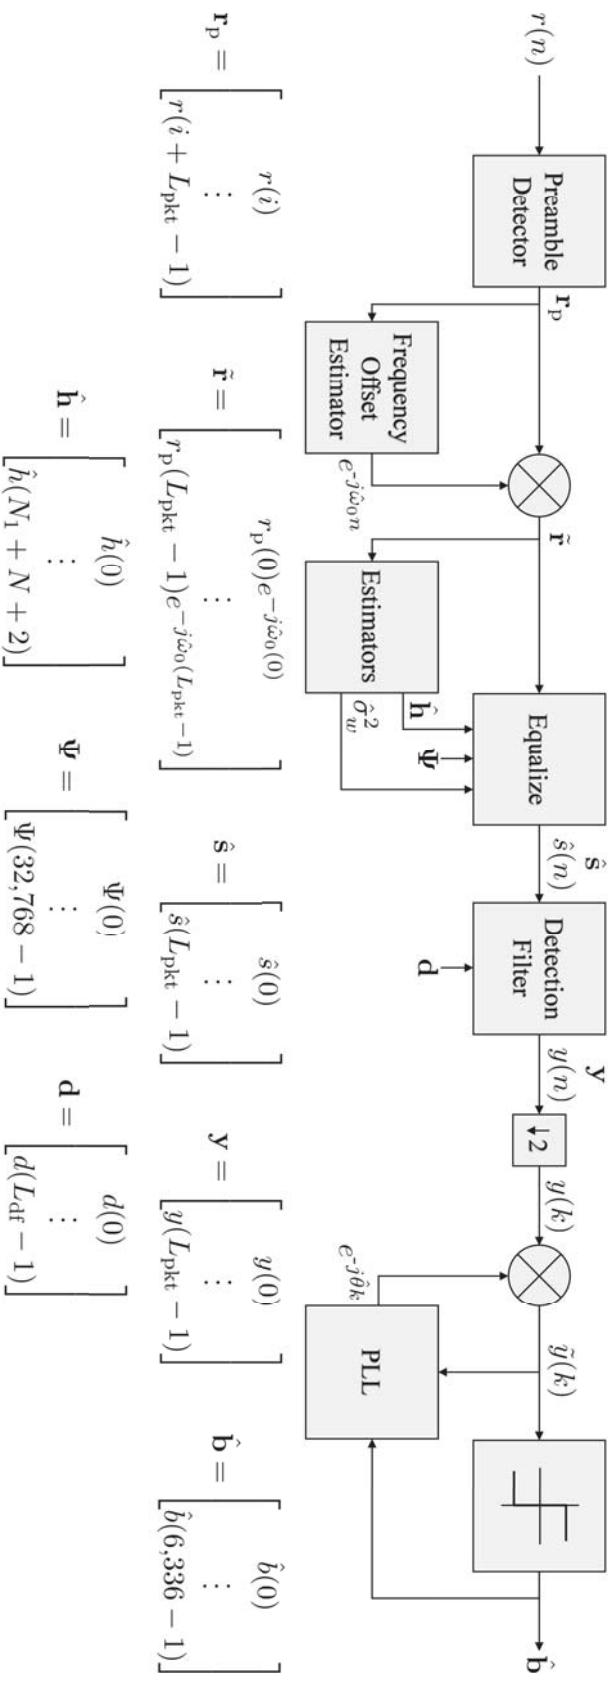 r(n)
Preamble
Detector
r_p
Frequency
Offset
Estimator
e^{-jω̂_0 n}
r̃
Estimators
ĥ
σ̂_w^2
Ψ
Equalize
ŝ
ŝ(n)
Detection
Filter
d
y
y(n)
↓2
y(k)
e^{-jθ̂k}
ỹ(k)
PLL
b̂
r_p = [ r(i) ⋮ r(i + L_pkt − 1) ]
r̃ = [ r_p(0)e^{−jω̂_0(0)} ⋮ r_p(L_pkt − 1)e^{−jω̂_0(L_pkt−1)} ]
ŝ = [ ŝ(0) ⋮ ŝ(L_pkt − 1) ]
y = [ y(0) ⋮ y(L_pkt − 1) ]
b̂ = [ b̂(0) ⋮ b̂(6,336 − 1) ]
ĥ = [ ĥ(0) ⋮ ĥ(N_1 + N + 2) ]
Ψ = [ Ψ(0) ⋮ Ψ(32,768 − 1) ]
d = [ d(0) ⋮ d(L_df − 1) ]